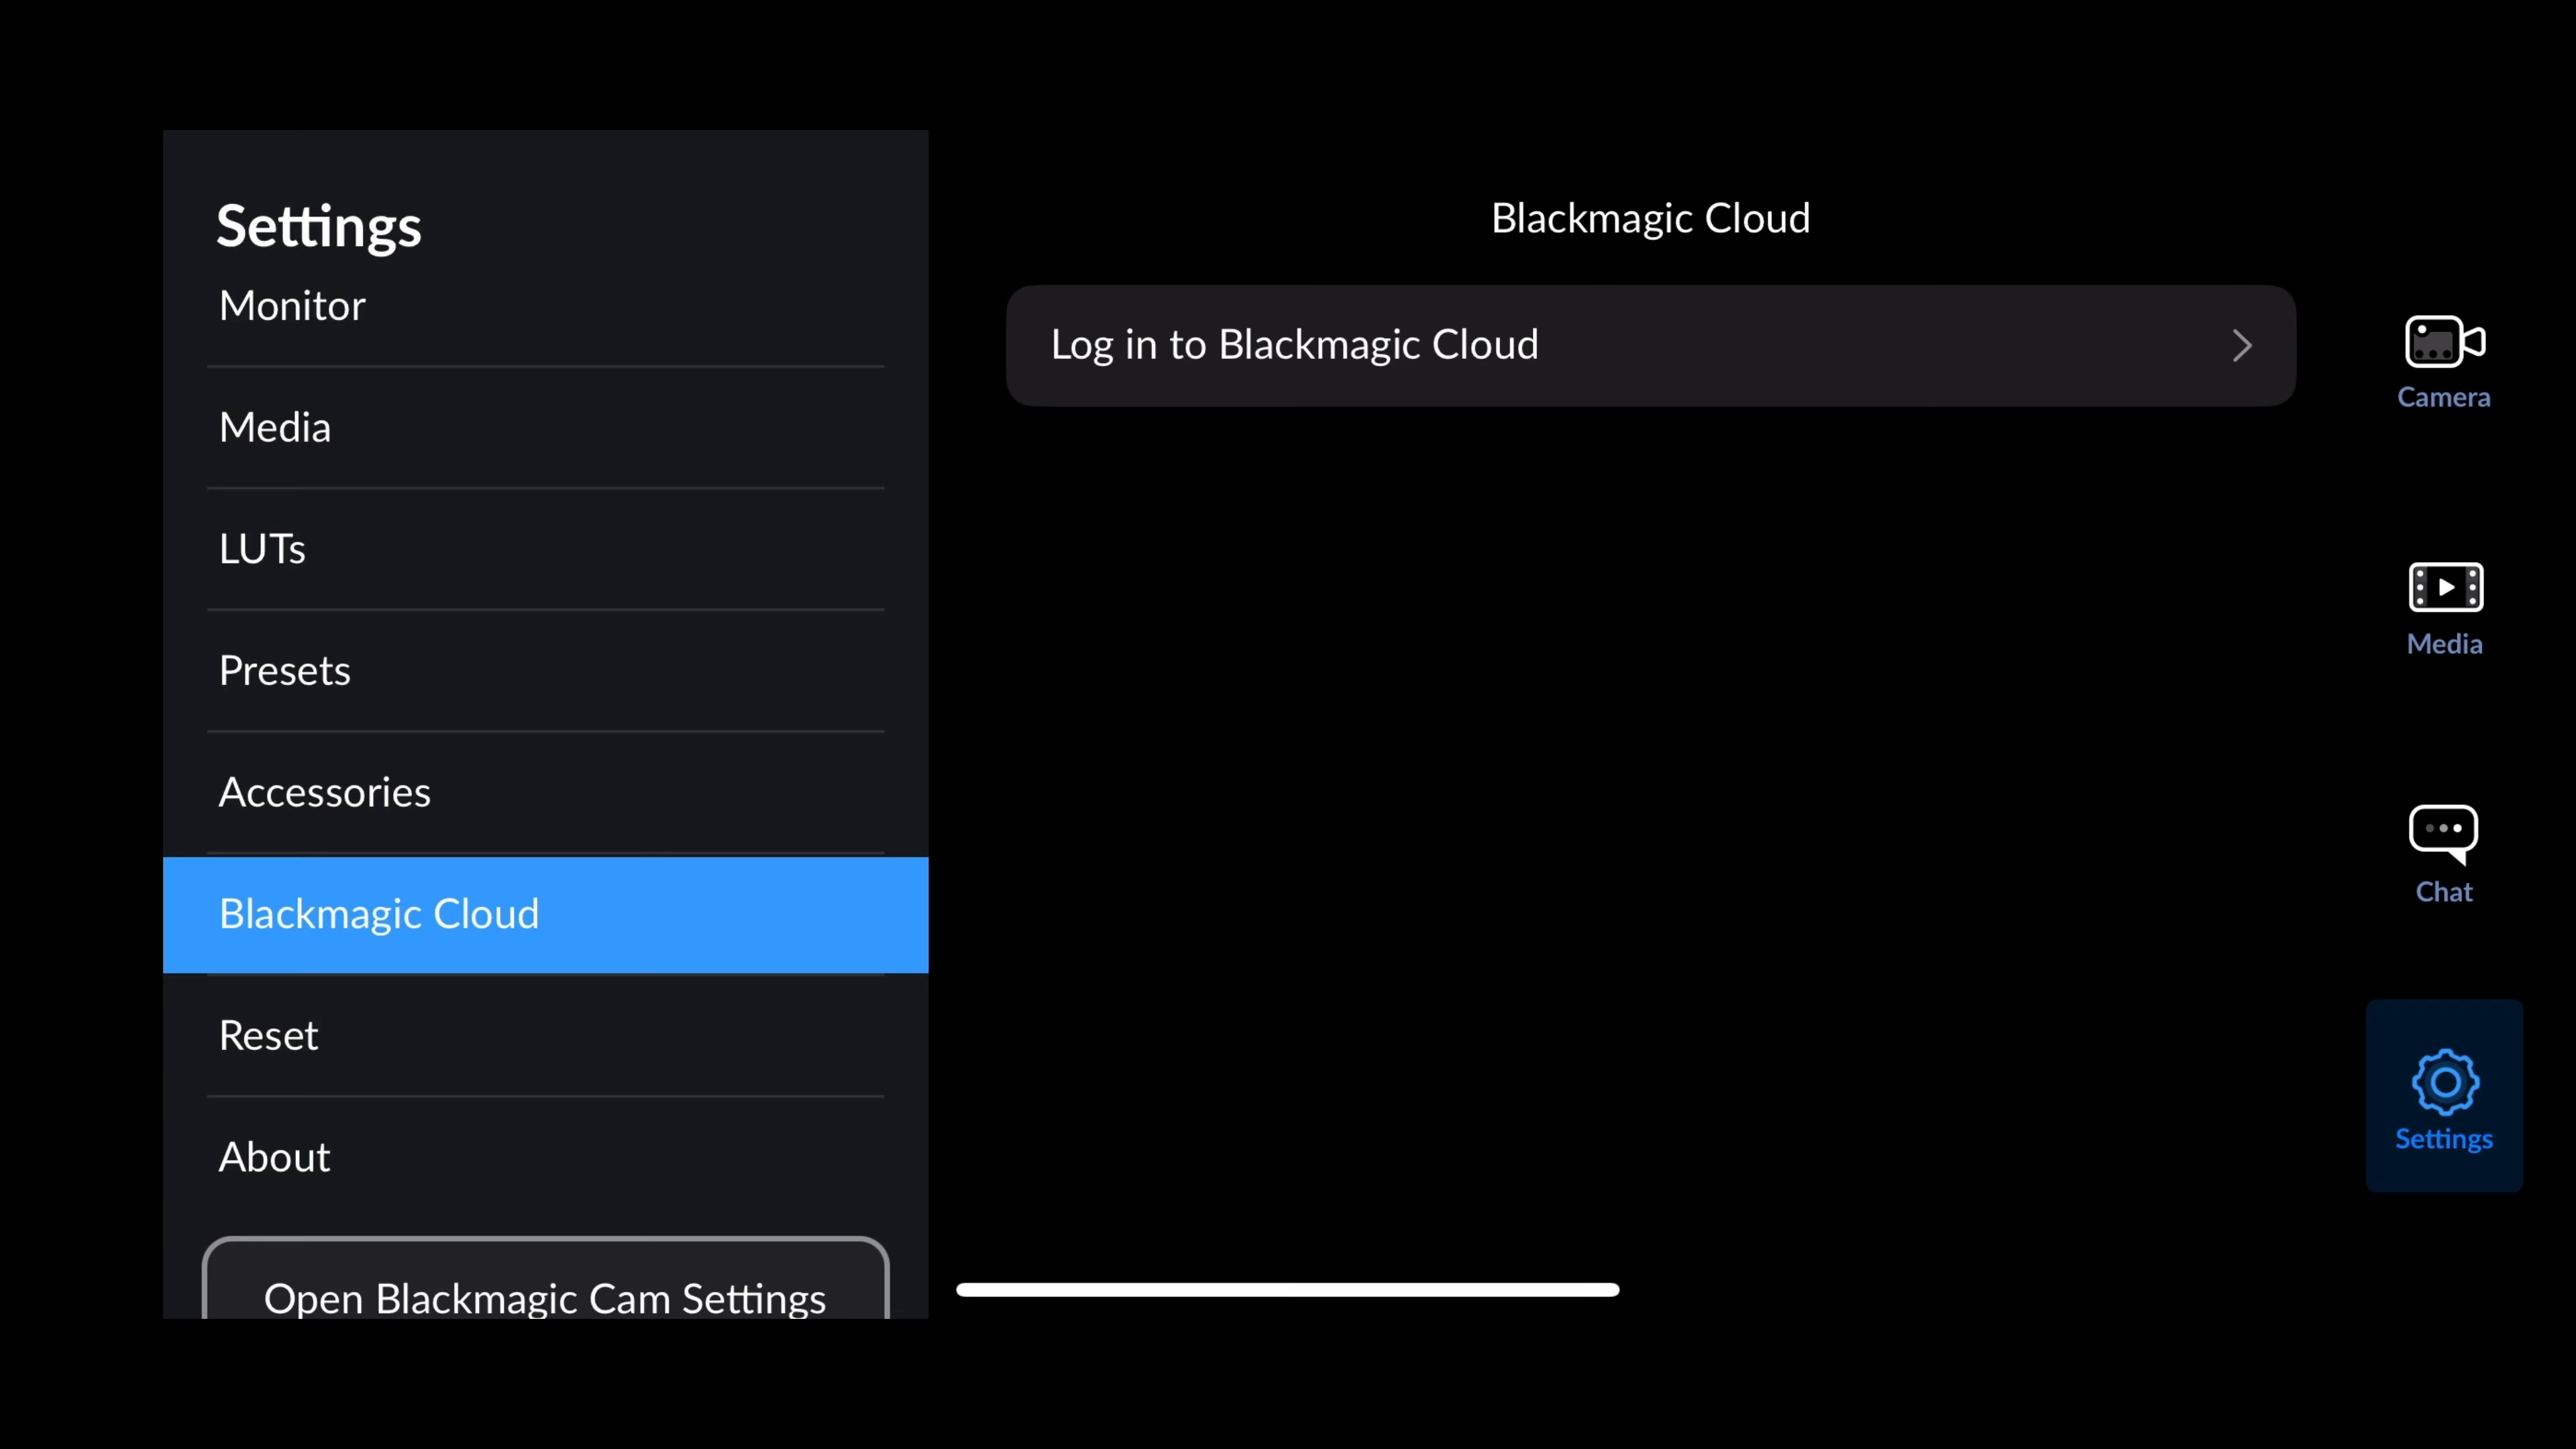 Settings
Monitor
Media
LUTs
Presets
Accessories
Blackmagic Cloud
Reset
About
Open Blackmagic Cam Settings
Blackmagic Cloud
Log in to Blackmagic Cloud
Camera
Media
Chat
Settings